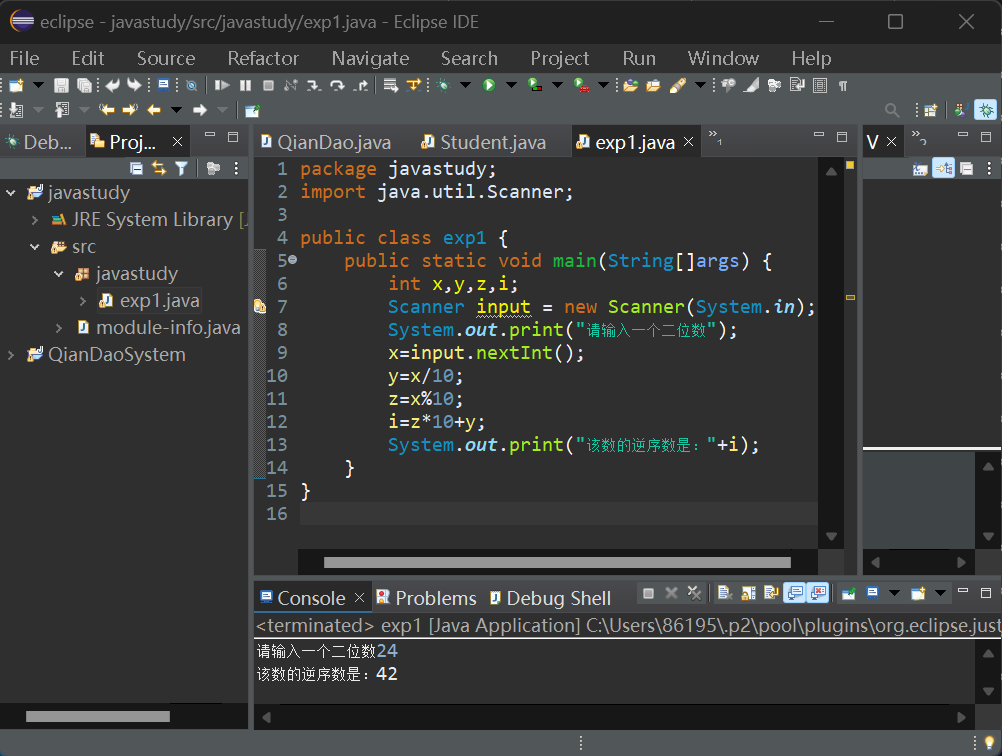 eclipse - javastudy/src/javastudy/exp1.java - Eclipse IDE
File Edit Source Refactor Navigate Search Project Run Window Help
Deb... Proj...
QianDao.java Student.java exp1.java »1
V »2
javastudy
JRE System Library [J
src
javastudy
exp1.java
module-info.java
QianDaoSystem
1 package javastudy;
2 import java.util.Scanner;
3
4 public class exp1 {
5 public static void main(String[]args) {
6 int x,y,z,i;
7 Scanner input = new Scanner(System.in);
8 System.out.print("请输入一个二位数");
9 x=input.nextInt();
10 y=x/10;
11 z=x%10;
12 i=z*10+y;
13 System.out.print("该数的逆序数是："+i);
14 }
15 }
16
Console Problems Debug Shell
<terminated> exp1 [Java Application] C:\Users\86195\.p2\pool\plugins\org.eclipse.just
请输入一个二位数24
该数的逆序数是：42